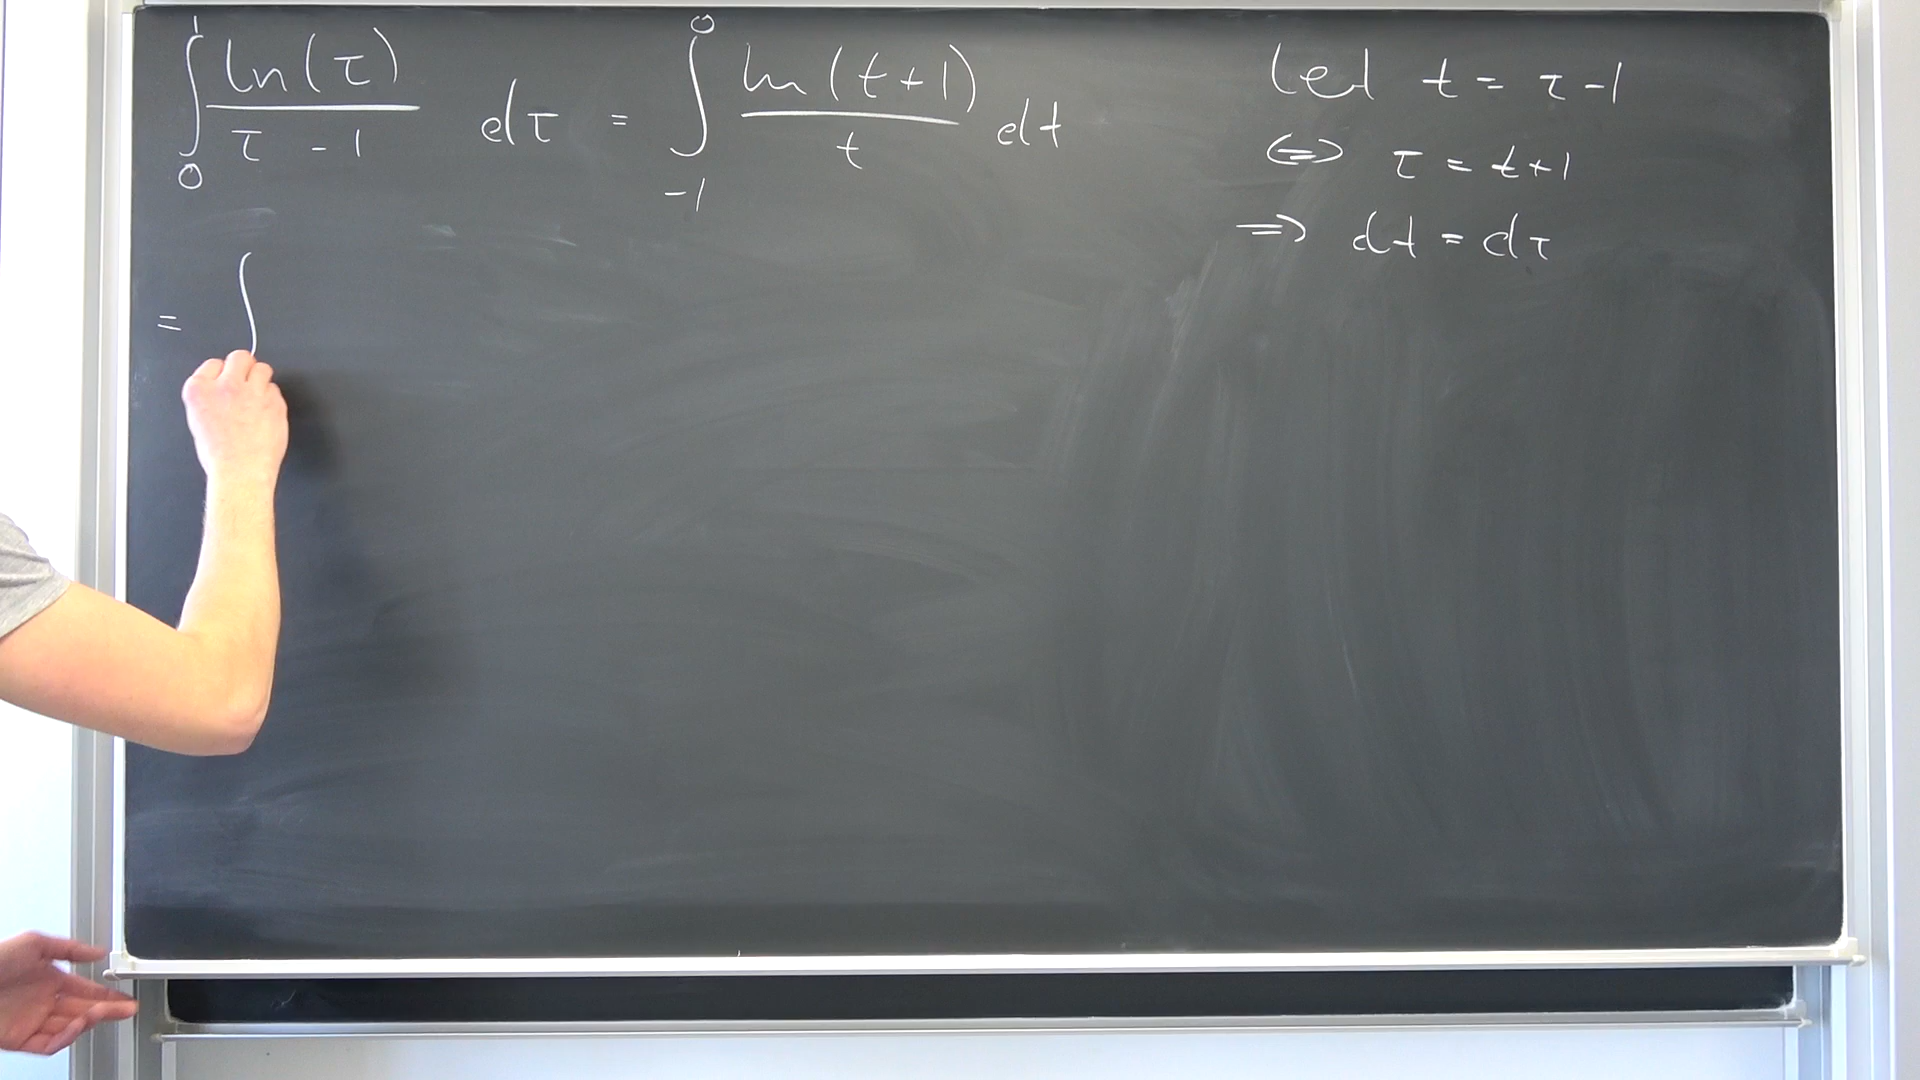 ∫₀¹ ln(τ)/(τ - 1) dτ = ∫₋₁⁰ ln(t+1)/t dt
= ∫
let t = τ - 1
⇔ τ = t+1
⇒ dt = dτ